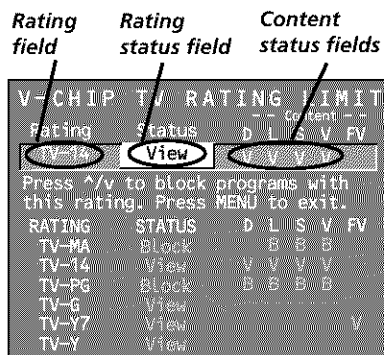 Rating field
Rating status field
Content status fields
V-CHIP TV RATING LIMIT
-- Content --
Rating Status D L S V FV
TV-14 View V V V V
Press ^/v to block programs with
this rating. Press MENU to exit.
RATING STATUS D L S V FV
TV-MA Block B B B
TV-14 View V V V V
TV-PG Block B B B B
TV-G View
TV-Y7 View V
TV-Y View